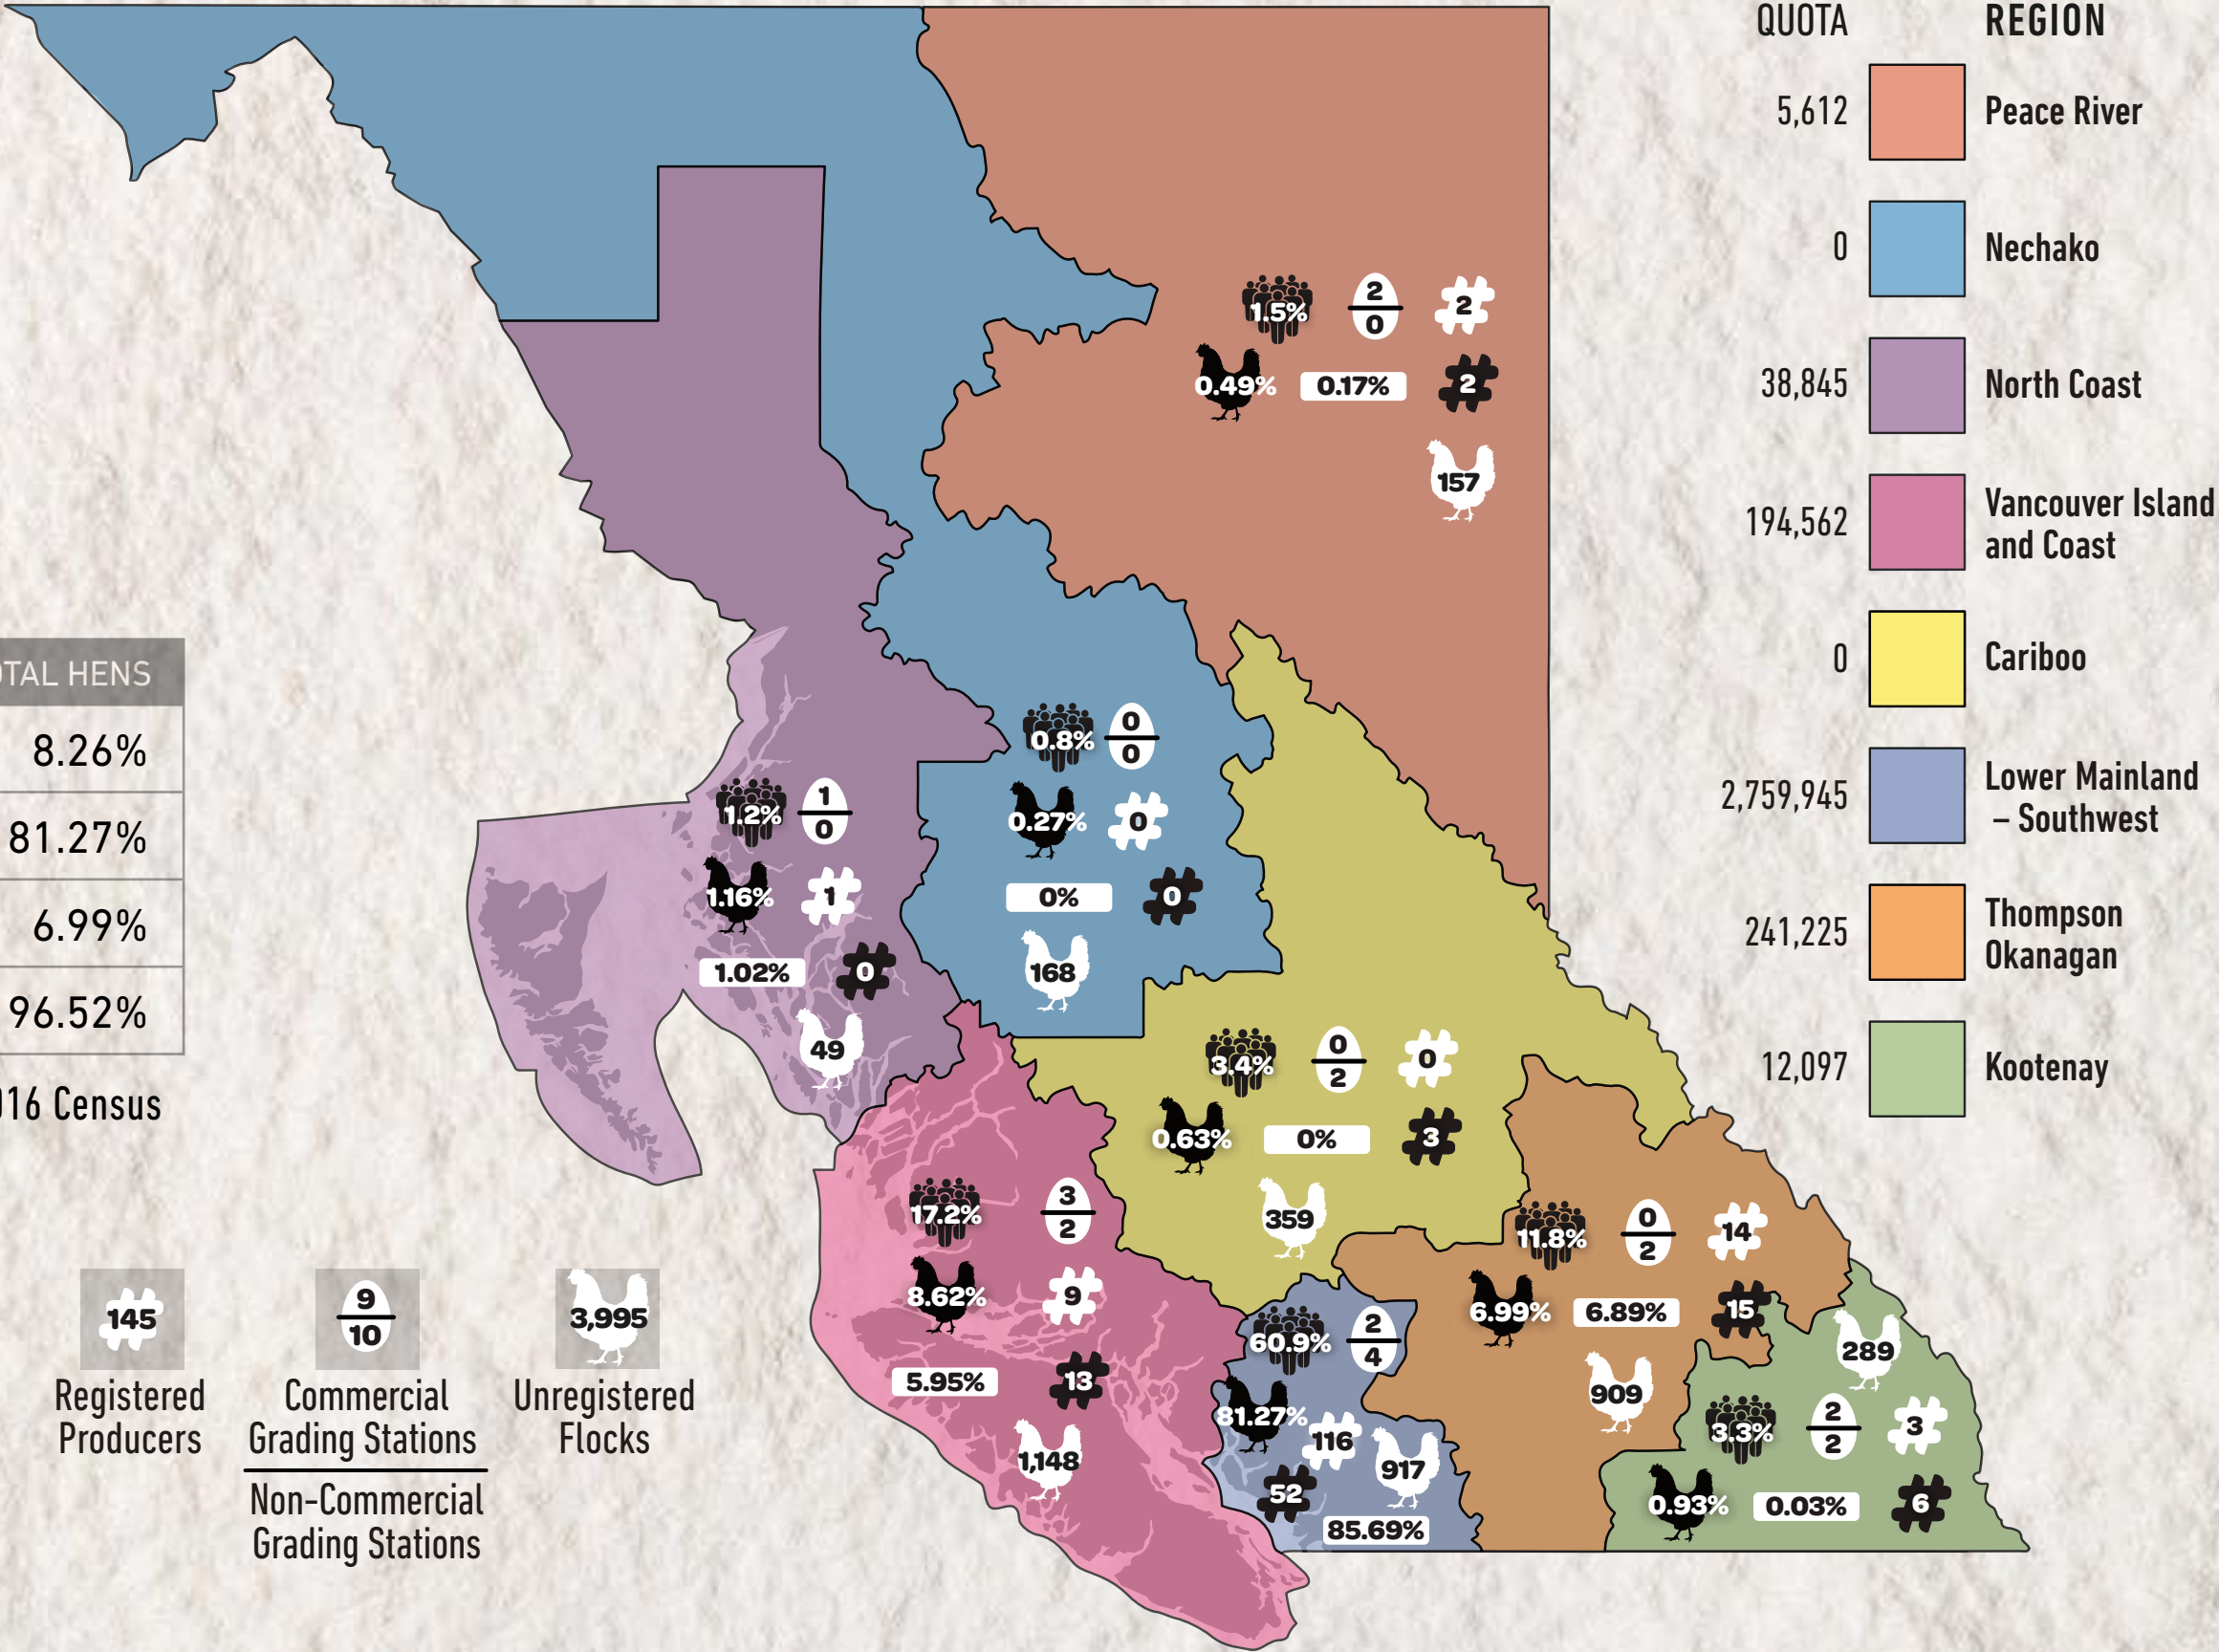 QUOTA REGION
5,612 Peace River
0 Nechako
38,845 North Coast
194,562 Vancouver Island
and Coast
0 Cariboo
2,759,945 Lower Mainland
– Southwest
241,225 Thompson
Okanagan
12,097 Kootenay
1.5% 2 2
0
0.49% 0.17% 2
157
0.8% 0
0
0.27% 0
0% 0
168
1.2% 1
0
1.16% 1
1.02% 0
49
3.4% 0 0
2
0.63% 0% 3
359
17.2% 3
2
8.62% 9
5.95% 13
1,148
11.8% 0 14
2
6.99% 6.89% 15
909
60.9% 2
4
81.27% 116 917
52
85.69%
289
3.3% 2 3
2
0.93% 0.03% 6
OTAL HENS
8.26%
81.27%
6.99%
96.52%
016 Census
145
Registered
Producers
9
10
Commercial
Grading Stations
Non-Commercial
Grading Stations
3,995
Unregistered
Flocks